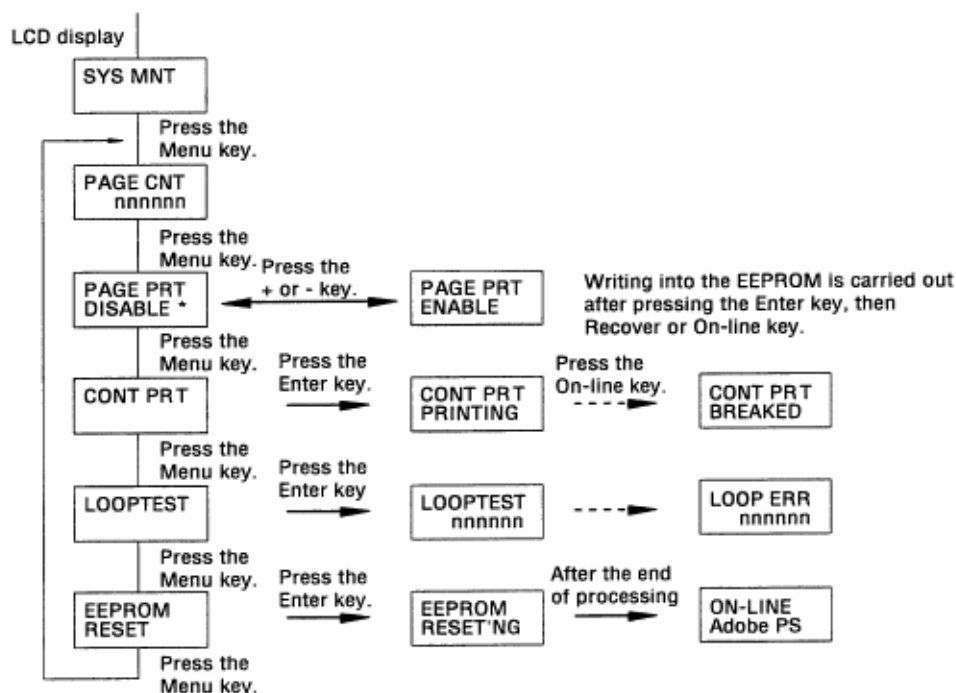 LCD display
SYS MNT
Press the
Menu key.
PAGE CNT
nnnnnn
Press the
Menu key.
PAGE PRT
DISABLE *
Press the
+ or - key.
PAGE PRT
ENABLE
Writing into the EEPROM is carried out
after pressing the Enter key, then
Recover or On-line key.
Press the
Menu key.
CONT PRT
Press the
Enter key.
CONT PRT
PRINTING
Press the
On-line key.
CONT PRT
BREAKED
Press the
Menu key.
LOOPTEST
Press the
Enter key
LOOPTEST
nnnnnn
LOOP ERR
nnnnnn
Press the
Menu key.
EEPROM
RESET
Press the
Enter key.
EEPROM
RESET'NG
After the end
of processing
ON-LINE
Adobe PS
Press the
Menu key.